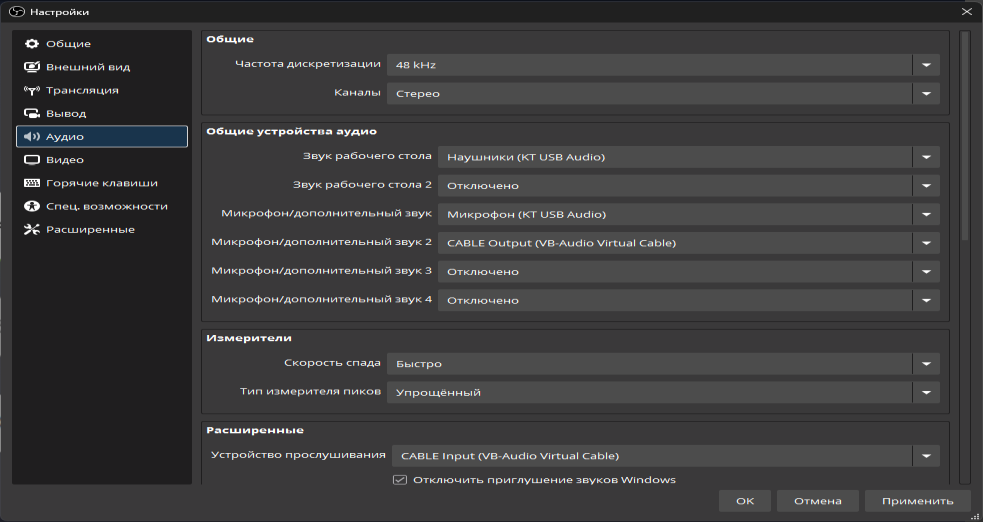 Настройки
Общие
Внешний вид
Трансляция
Вывод
Аудио
Видео
Горячие клавиши
Спец. возможности
Расширенные
Общие
Частота дискретизации 48 kHz
Каналы Стерео
Общие устройства аудио
Звук рабочего стола Наушники (KT USB Audio)
Звук рабочего стола 2 Отключено
Микрофон/дополнительный звук Микрофон (KT USB Audio)
Микрофон/дополнительный звук 2 CABLE Output (VB-Audio Virtual Cable)
Микрофон/дополнительный звук 3 Отключено
Микрофон/дополнительный звук 4 Отключено
Измерители
Скорость спада Быстро
Тип измерителя пиков Упрощённый
Расширенные
Устройство прослушивания CABLE Input (VB-Audio Virtual Cable)
Отключить приглушение звуков Windows
ОК Отмена Применить